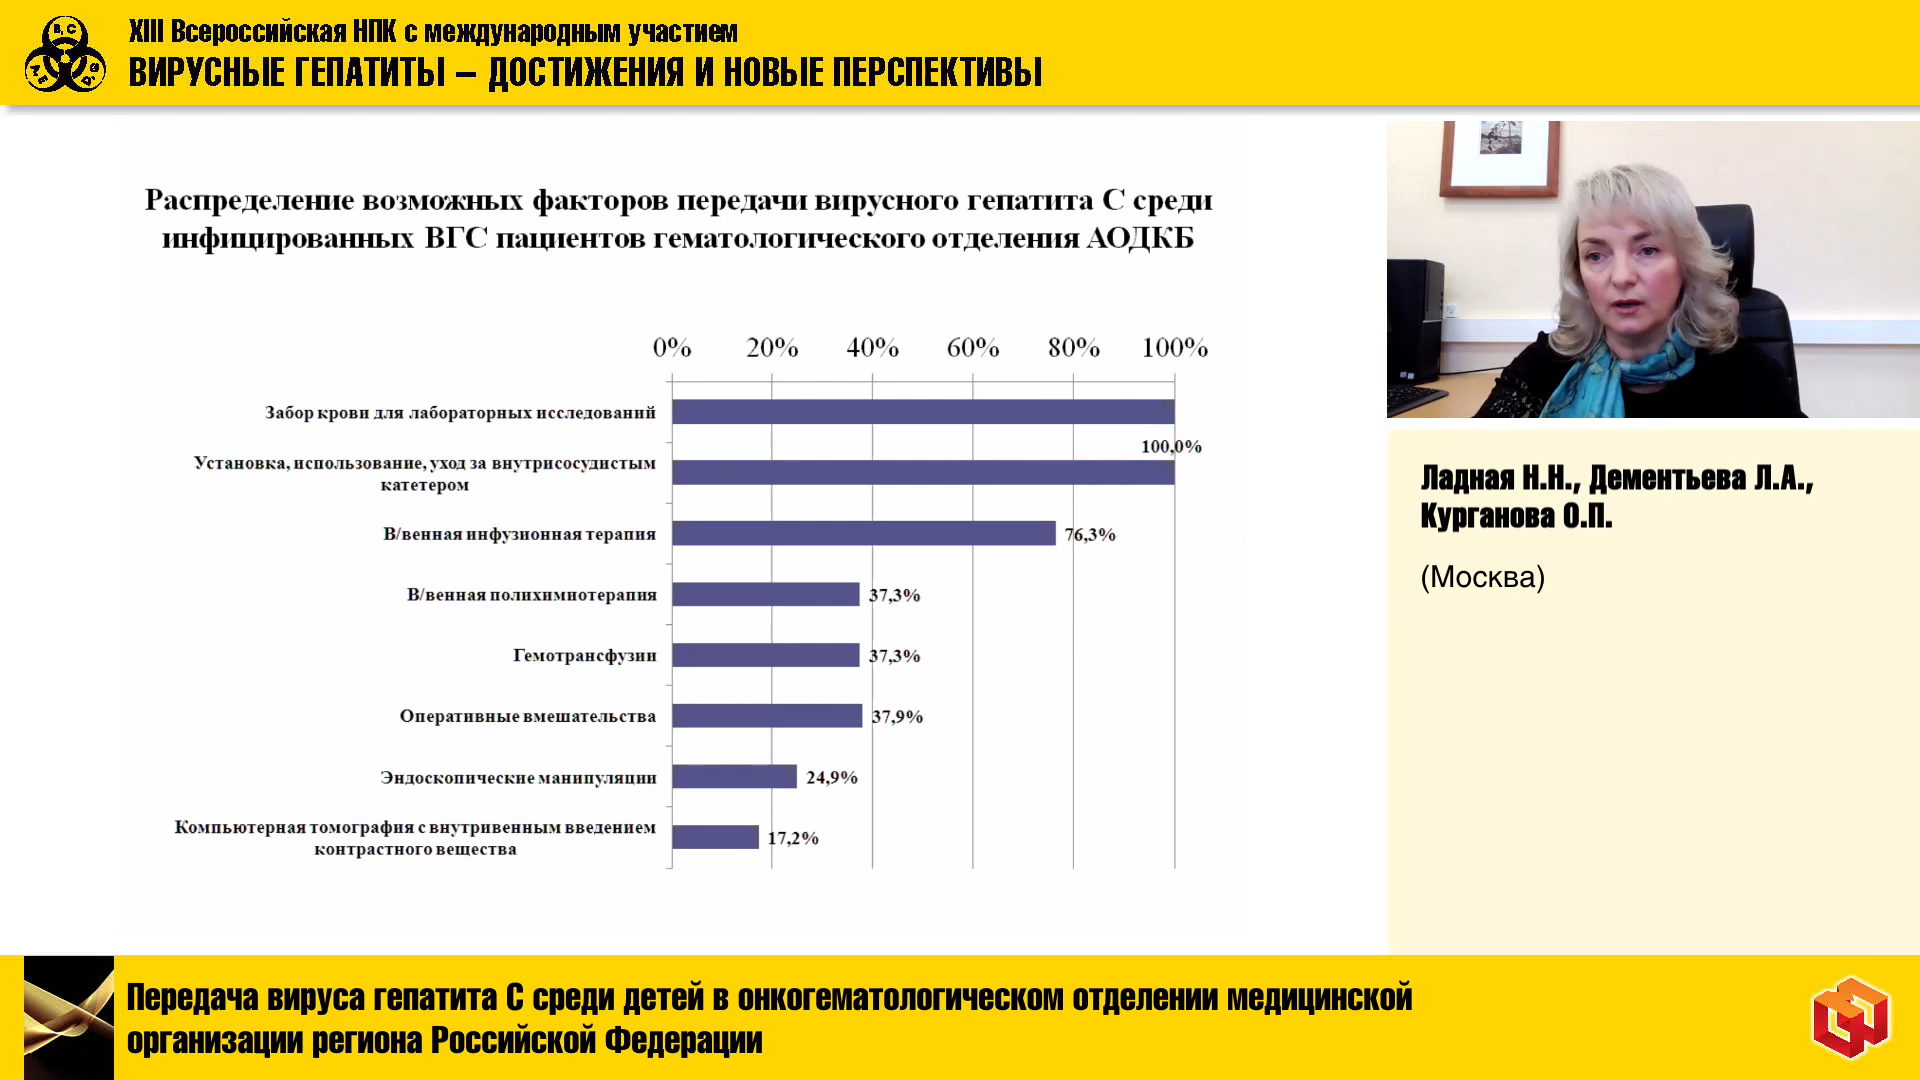 XIII Всероссийская НПК с международным участием
ВИРУСНЫЕ ГЕПАТИТЫ – ДОСТИЖЕНИЯ И НОВЫЕ ПЕРСПЕКТИВЫ
B, C
Распределение возможных факторов передачи вирусного гепатита С среди
инфицированных ВГС пациентов гематологического отделения АОДКБ
0% 20% 40% 60% 80% 100%
Забор крови для лабораторных исследований
100,0%
Установка, использование, уход за внутрисосудистым
катетером
В/венная инфузионная терапия 76,3%
В/венная полихимиотерапия 37,3%
Гемотрансфузии 37,3%
Оперативные вмешательства 37,9%
Эндоскопические манипуляции 24,9%
Компьютерная томография с внутривенным введением
контрастного вещества 17,2%
Ладная Н.Н., Дементьева Л.А.,
Курганова О.П.
(Москва)
Передача вируса гепатита С среди детей в онкогематологическом отделении медицинской
организации региона Российской Федерации